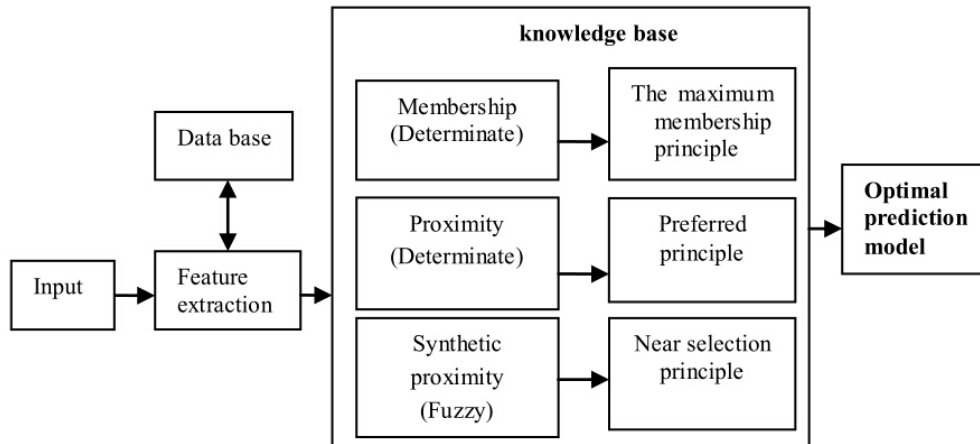 knowledge base
Membership
(Determinate)
The maximum
membership
principle
Data base
Optimal
prediction
model
Proximity
(Determinate)
Preferred
principle
Input
Feature
extraction
Synthetic
proximity
(Fuzzy)
Near selection
principle